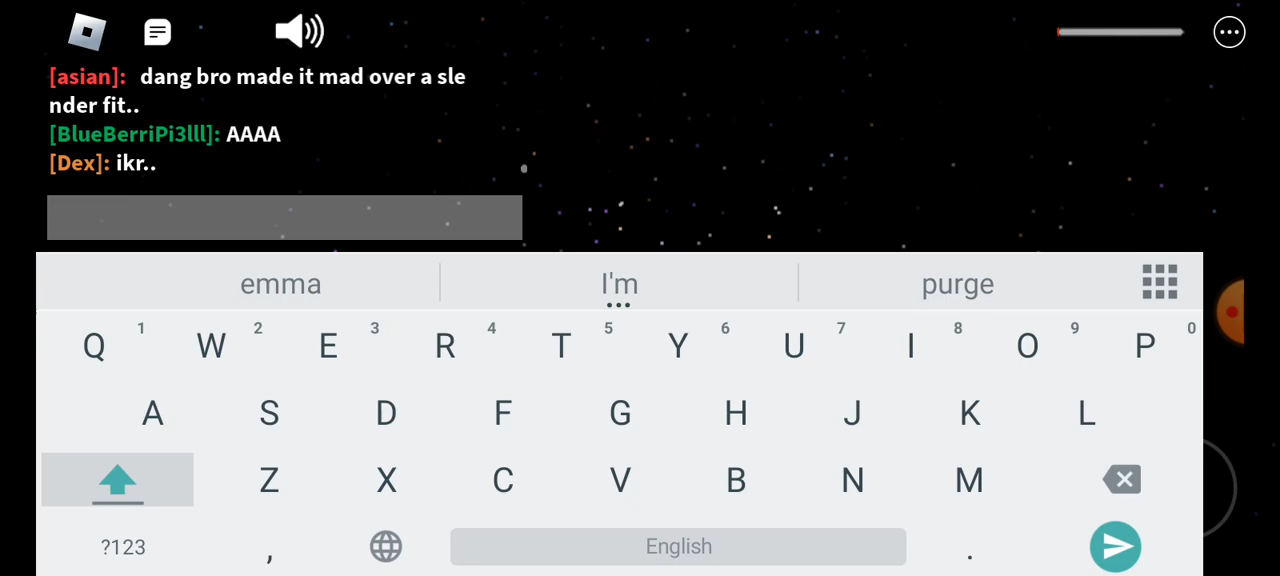 [asian]: dang bro made it mad over a sle
nder fit..
[BlueBerriPi3lll]: AAAA
[Dex]: ikr..
emma I'm purge
1 2 3 4 5 6 7 8 9 0
Q W E R T Y U I O P
A S D F G H J K L
Z X C V B N M
?123 , English .